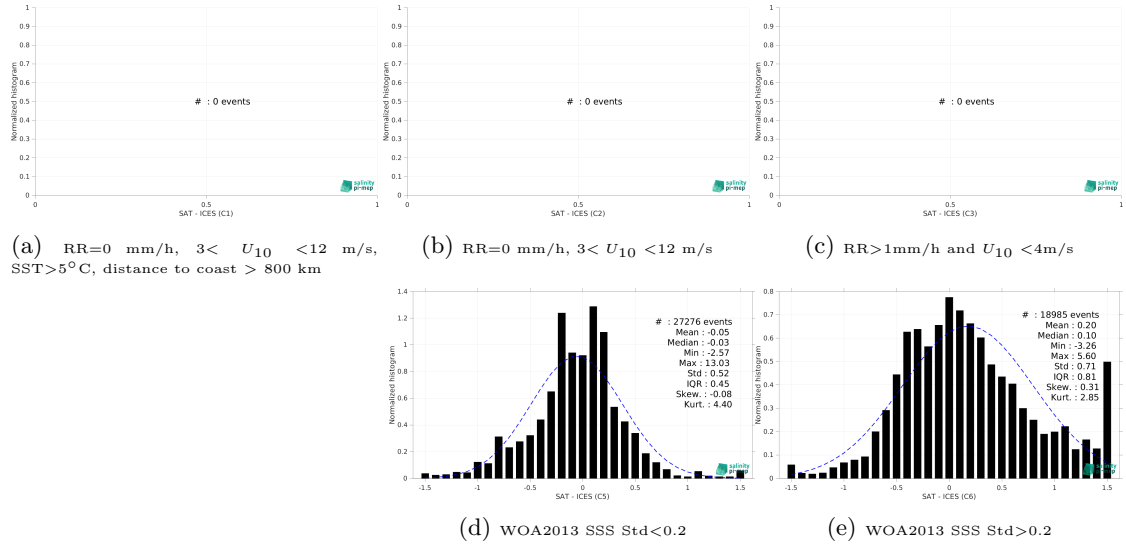 1
0.9
0.8
0.7
0.6
0.5
0.4
0.3
0.2
0.1
0
Normalized histogram
# : 0 events
salinity
pi-mep
0 0.5 1
SAT - ICES (C1)
1
0.9
0.8
0.7
0.6
0.5
0.4
0.3
0.2
0.1
0
Normalized histogram
# : 0 events
salinity
pi-mep
0 0.5 1
SAT - ICES (C2)
1
0.9
0.8
0.7
0.6
0.5
0.4
0.3
0.2
0.1
0
Normalized histogram
# : 0 events
salinity
pi-mep
0 0.5 1
SAT - ICES (C3)
(a) RR=0 mm/h, 3< U10 <12 m/s,
SST>5°C, distance to coast > 800 km
(b) RR=0 mm/h, 3< U10 <12 m/s
(c) RR>1mm/h and U10 <4m/s
1.4
1.2
1
0.8
0.6
0.4
0.2
0
Normalized histogram
# : 27276 events
Mean : -0.05
Median : -0.03
Min : -2.57
Max : 13.03
Std : 0.52
IQR : 0.45
Skew. : -0.08
Kurt. : 4.40
salinity
pi-mep
-1.5 -1 -0.5 0 0.5 1 1.5
SAT - ICES (C5)
0.8
0.7
0.6
0.5
0.4
0.3
0.2
0.1
0
Normalized histogram
# : 18985 events
Mean : 0.20
Median : 0.10
Min : -3.26
Max : 5.60
Std : 0.71
IQR : 0.81
Skew. : 0.31
Kurt. : 2.85
salinity
pi-mep
-1.5 -1 -0.5 0 0.5 1 1.5
SAT - ICES (C6)
(d) WOA2013 SSS Std<0.2
(e) WOA2013 SSS Std>0.2